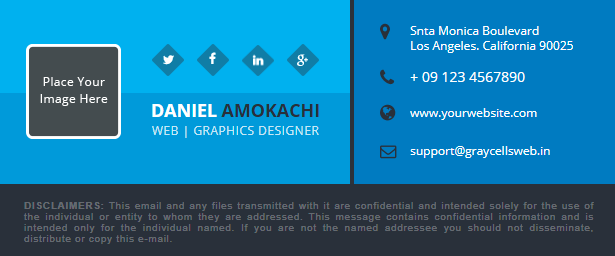 Place Your
Image Here
DANIEL AMOKACHI
WEB | GRAPHICS DESIGNER
Snta Monica Boulevard
Los Angeles. California 90025
+ 09 123 4567890
www.yourwebsite.com
support@graycellsweb.in
DISCLAIMERS: This email and any files transmitted with it are confidential and intended solely for the use of
the individual or entity to whom they are addressed. This message contains confidential information and is
intended only for the individual named. If you are not the named addressee you should not disseminate,
distribute or copy this e-mail.